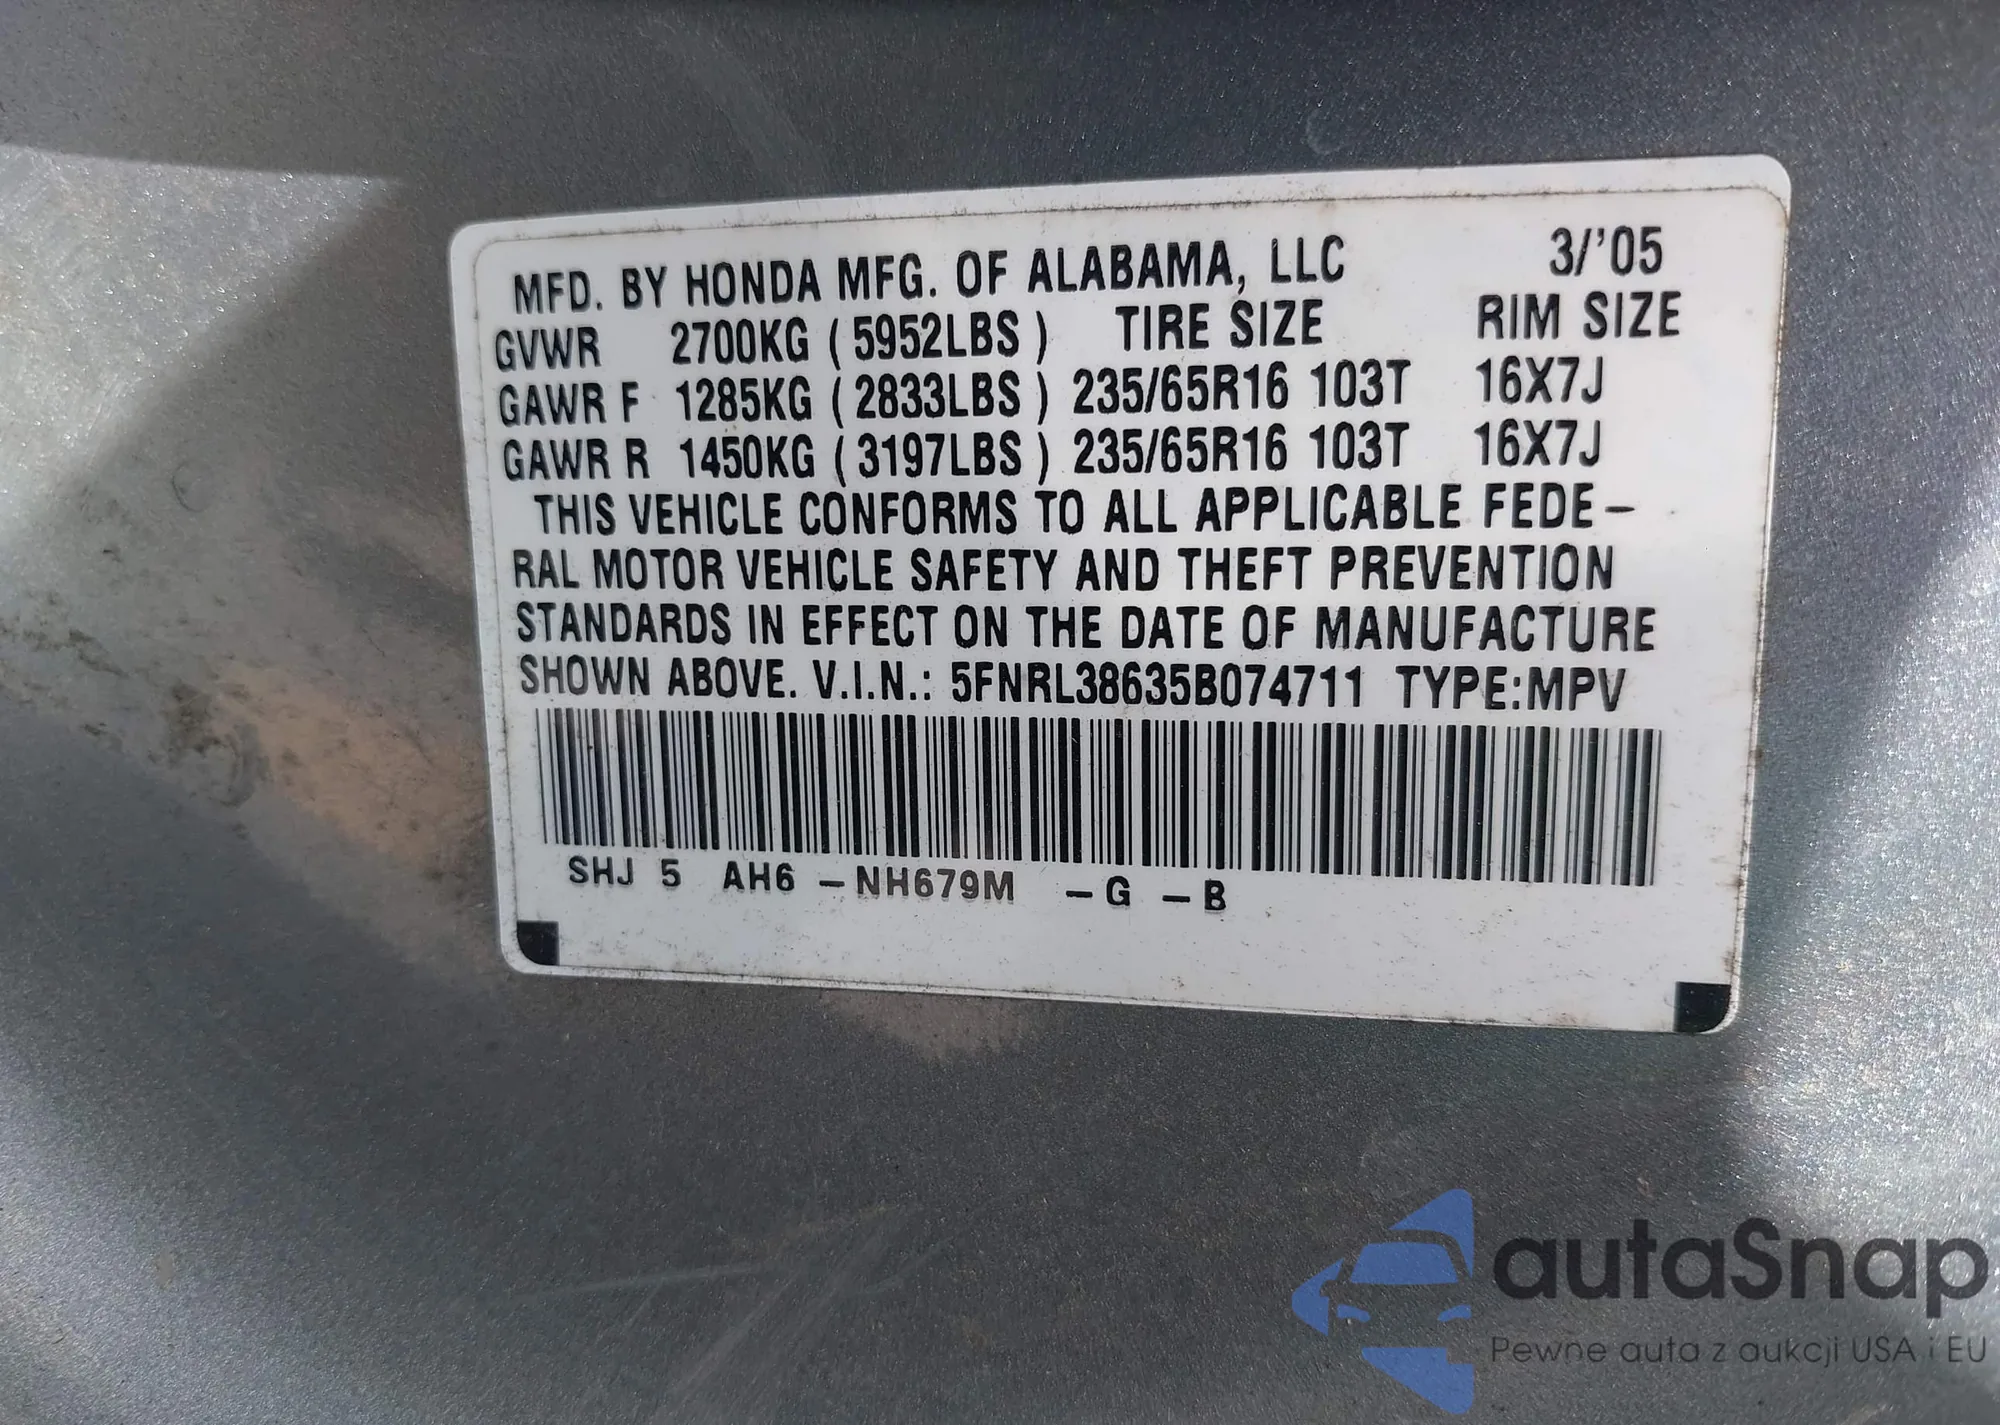 MFD. BY HONDA MFG. OF ALABAMA, LLC 3/'05
GVWR 2700KG ( 5952LBS ) TIRE SIZE RIM SIZE
GAWR F 1285KG ( 2833LBS ) 235/65R16 103T 16X7J
GAWR R 1450KG ( 3197LBS ) 235/65R16 103T 16X7J
THIS VEHICLE CONFORMS TO ALL APPLICABLE FEDE-
RAL MOTOR VEHICLE SAFETY AND THEFT PREVENTION
STANDARDS IN EFFECT ON THE DATE OF MANUFACTURE
SHOWN ABOVE. V.I.N.: 5FNRL38635B074711 TYPE:MPV
SHJ 5 AH6 -NH679M -G -B
autaSnap
Pewne auta z aukcji USA i EU